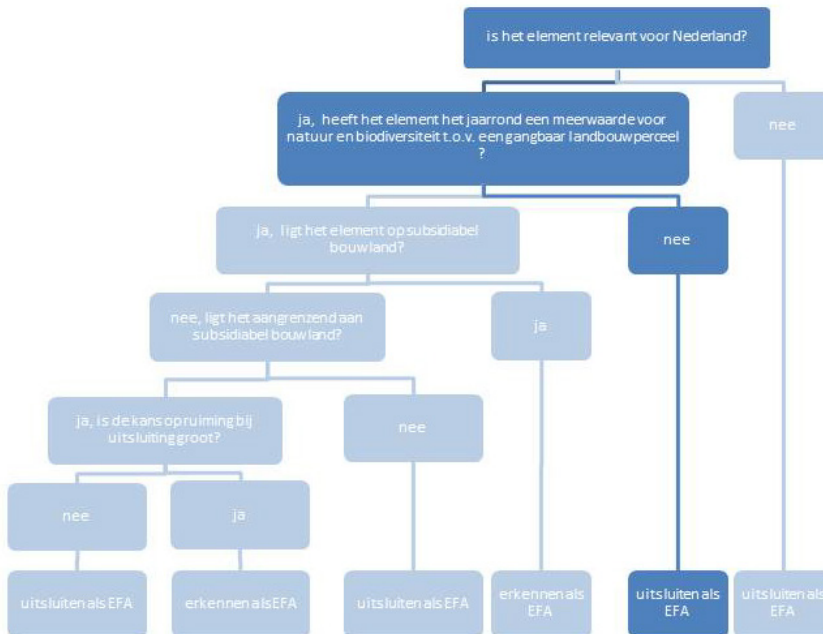 is het element relevant voor Nederland?
ja, heeft het element het jaarrond een meerwaarde voor
natuur en biodiversiteit t.o.v. een gangbaar landbouwperceel
?
nee
ja, ligt het element op subsidiabel
bouwland?
nee
nee, ligt het aangrenzend aan
subsidiabel bouwland?
ja
ja, is de kans op ruiming bij
uitsluiting groot?
nee
nee
ja
uitsluiten als EFA
erkennen als EFA
uitsluiten als EFA
erkennen als
EFA
uitsluiten als
EFA
uitsluiten als
EFA